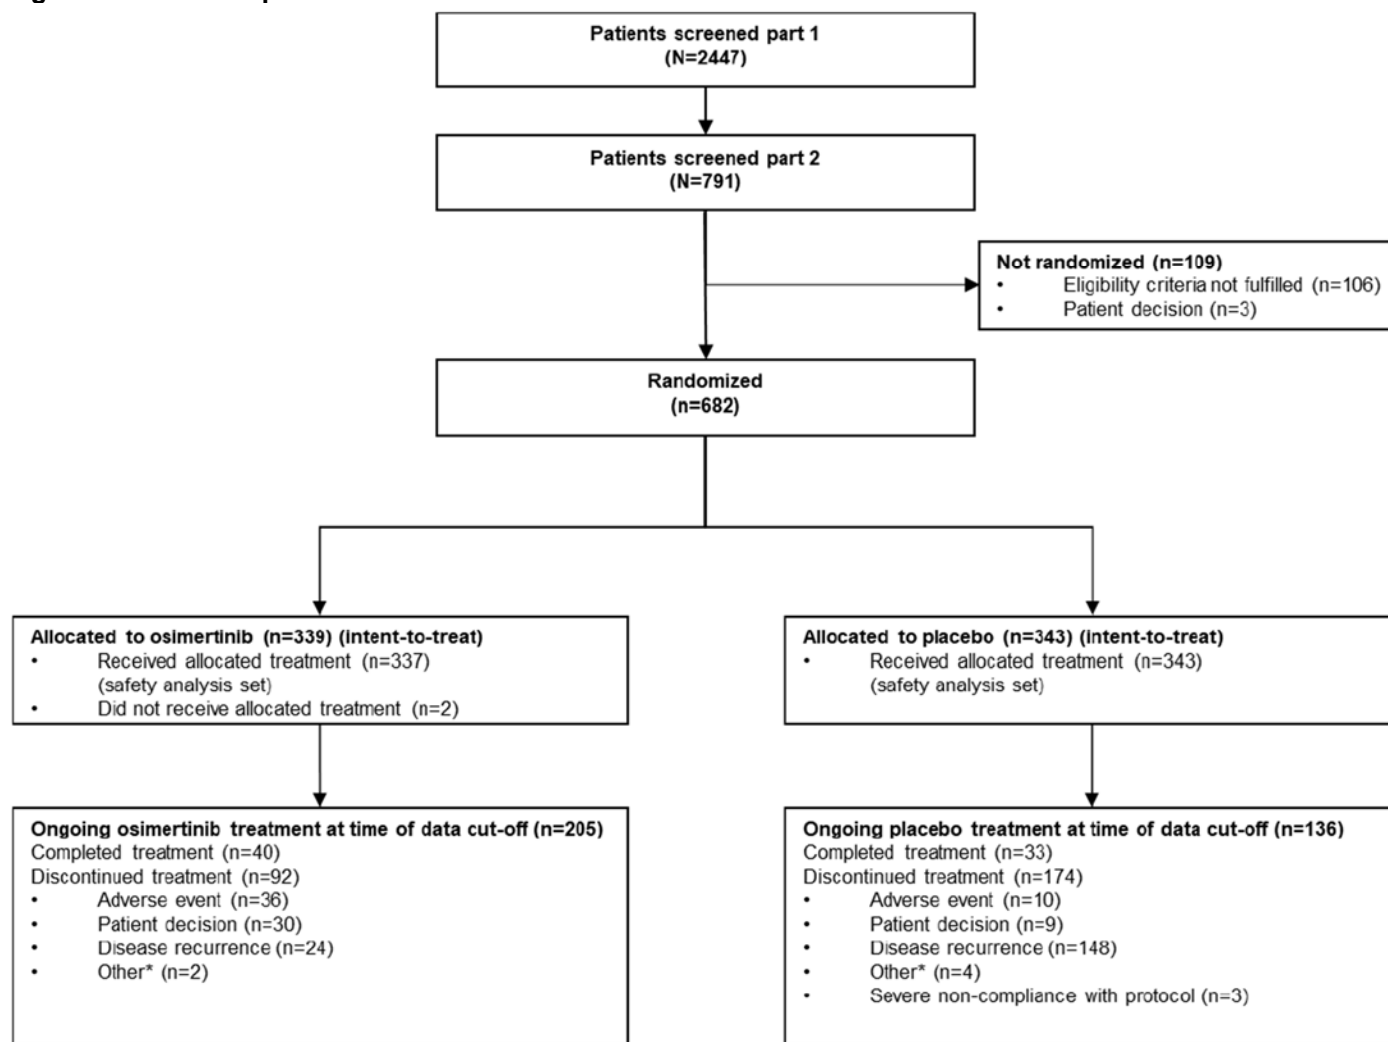 Patients screened part 1
(N=2447)
Patients screened part 2
(N=791)
Not randomized (n=109)
• Eligibility criteria not fulfilled (n=106)
• Patient decision (n=3)
Randomized
(n=682)
Allocated to osimertinib (n=339) (intent-to-treat)
• Received allocated treatment (n=337)
(safety analysis set)
• Did not receive allocated treatment (n=2)
Allocated to placebo (n=343) (intent-to-treat)
• Received allocated treatment (n=343)
(safety analysis set)
Ongoing osimertinib treatment at time of data cut-off (n=205)
Completed treatment (n=40)
Discontinued treatment (n=92)
• Adverse event (n=36)
• Patient decision (n=30)
• Disease recurrence (n=24)
• Other* (n=2)
Ongoing placebo treatment at time of data cut-off (n=136)
Completed treatment (n=33)
Discontinued treatment (n=174)
• Adverse event (n=10)
• Patient decision (n=9)
• Disease recurrence (n=148)
• Other* (n=4)
• Severe non-compliance with protocol (n=3)